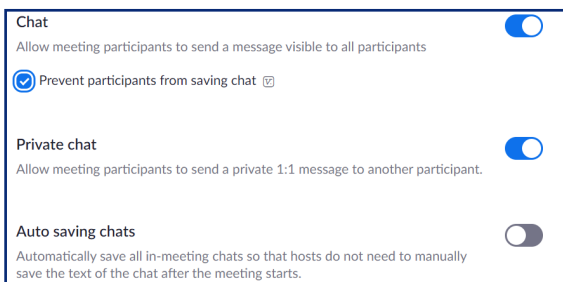 Chat
Allow meeting participants to send a message visible to all participants
Prevent participants from saving chat
Private chat
Allow meeting participants to send a private 1:1 message to another participant.
Auto saving chats
Automatically save all in-meeting chats so that hosts do not need to manually
save the text of the chat after the meeting starts.